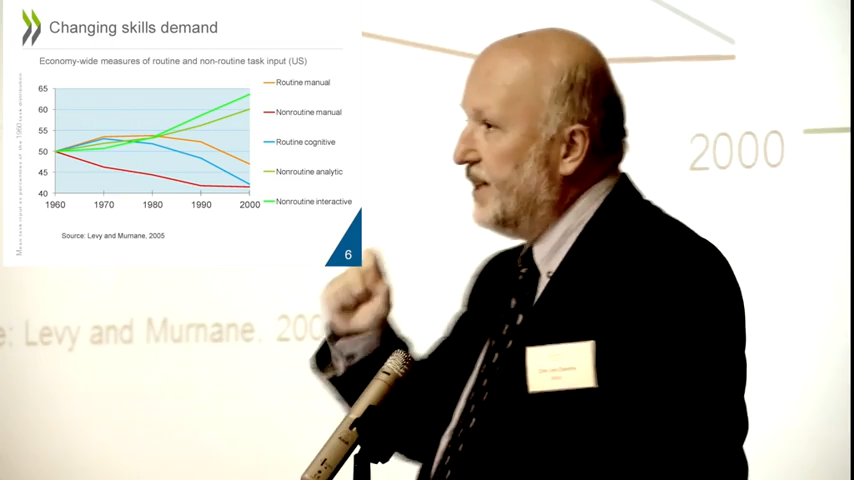 Changing skills demand
Economy-wide measures of routine and non-routine task input (US)
65
60
55
50
45
40
1960
1970
1980
1990
2000
Routine manual
Nonroutine manual
Routine cognitive
Nonroutine analytic
Nonroutine interactive
Source: Levy and Murnane, 2005
6
2000
Levy and Murnane, 200